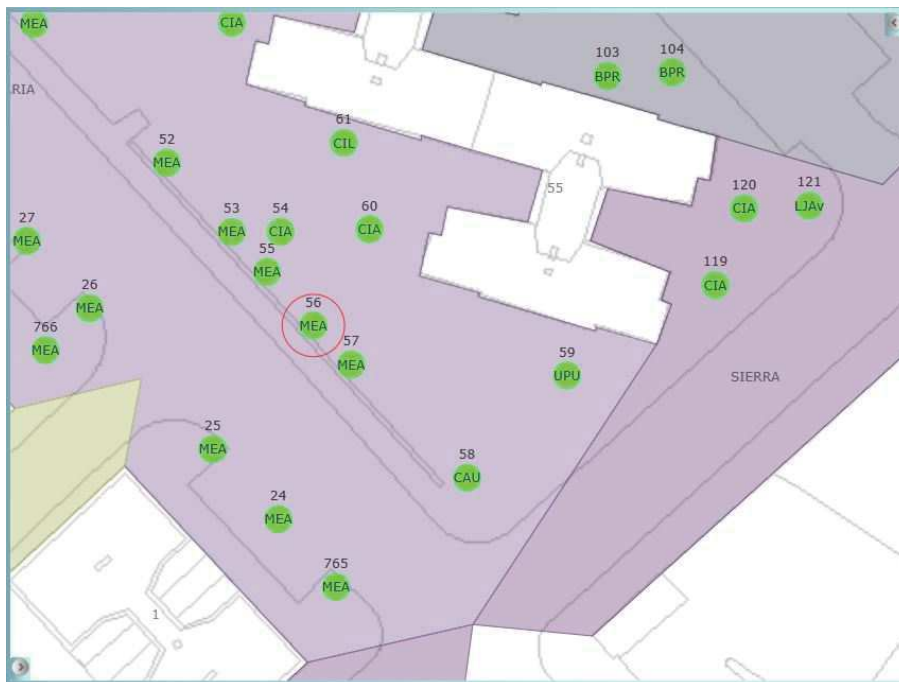 MEA
CIA
103
BPR
104
BPR
ARIA
61
CIL
52
MEA
55
120
CIA
121
LJAv
27
MEA
53
MEA
54
CIA
60
CIA
55
MEA
119
CIA
26
MEA
56
MEA
766
MEA
57
MEA
59
UPU
SIERRA
25
MEA
58
CAU
24
MEA
765
MEA
1